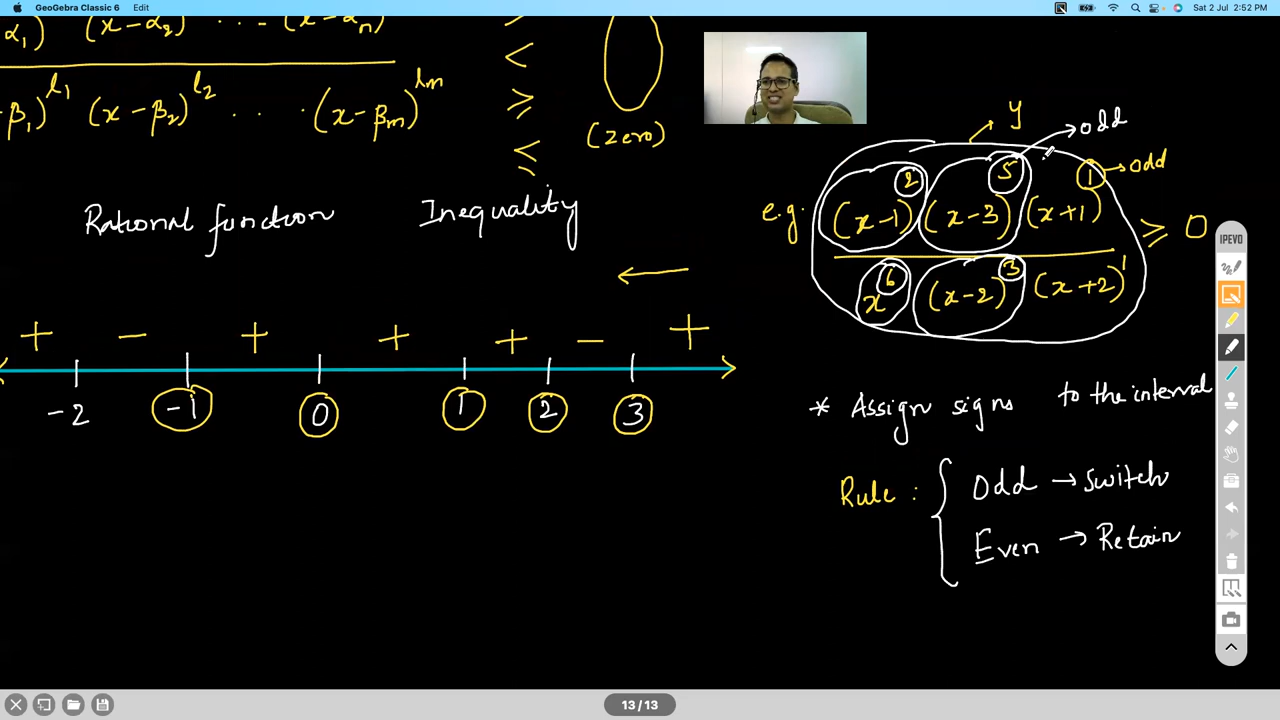 GeoGebra Classic 6 Edit Sat 2 Jul 2:52 PM
α₁) (x-α₂) ... (x-αₙ)
β₁)^l₁ (x-β₂)^l₂ .... (x-βₘ)^lₘ
<
≥
≤
(Zero)
Rational function Inequality
+ - + + + - +
-2 -1 0 1 2 3
y
odd
odd
e.g. (x-1)² (x-3)⁵ (x+1)¹
x⁶ (x-2)³ (x+2)¹
≥ 0
IPEVO
* Assign signs to the interval
Rule : { Odd → Switch
Even → Retain
13/13